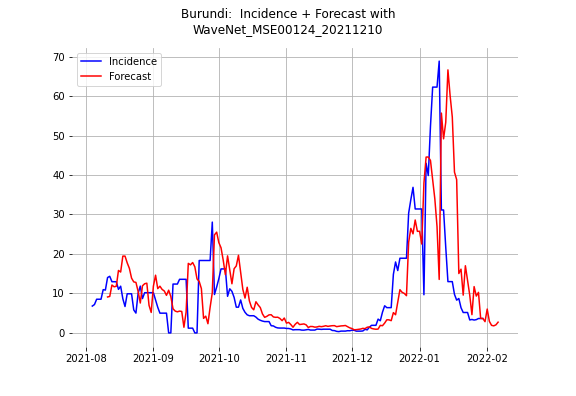 Burundi:  Incidence + Forecast with
WaveNet_MSE00124_20211210
Incidence
Forecast
70
60
50
40
30
20
10
0
2021-08 2021-09 2021-10 2021-11 2021-12 2022-01 2022-02